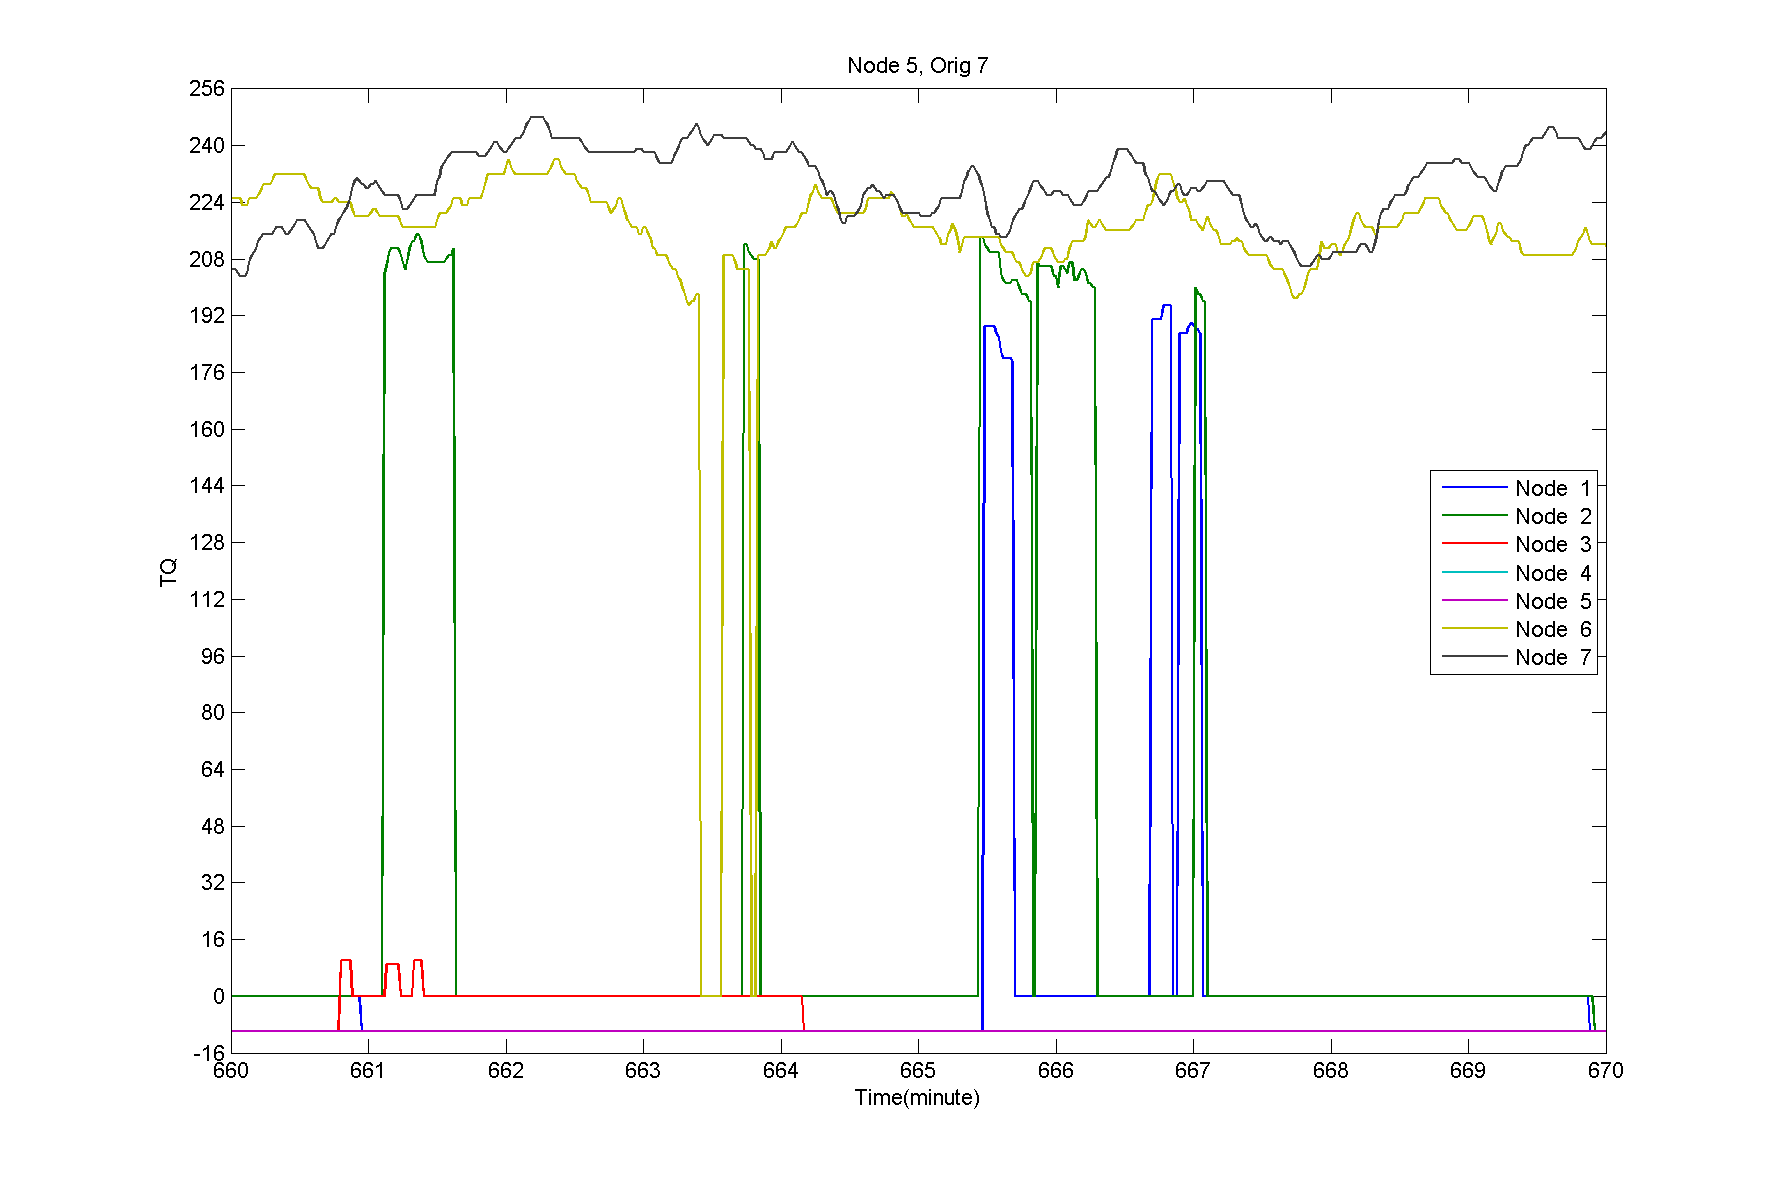 Node 5, Orig 7
256
240
224
208
192
176
160
144
128
112
96
80
64
48
32
16
0
-16
TQ
660 661 662 663 664 665 666 667 668 669 670
Time(minute)
Node 1
Node 2
Node 3
Node 4
Node 5
Node 6
Node 7